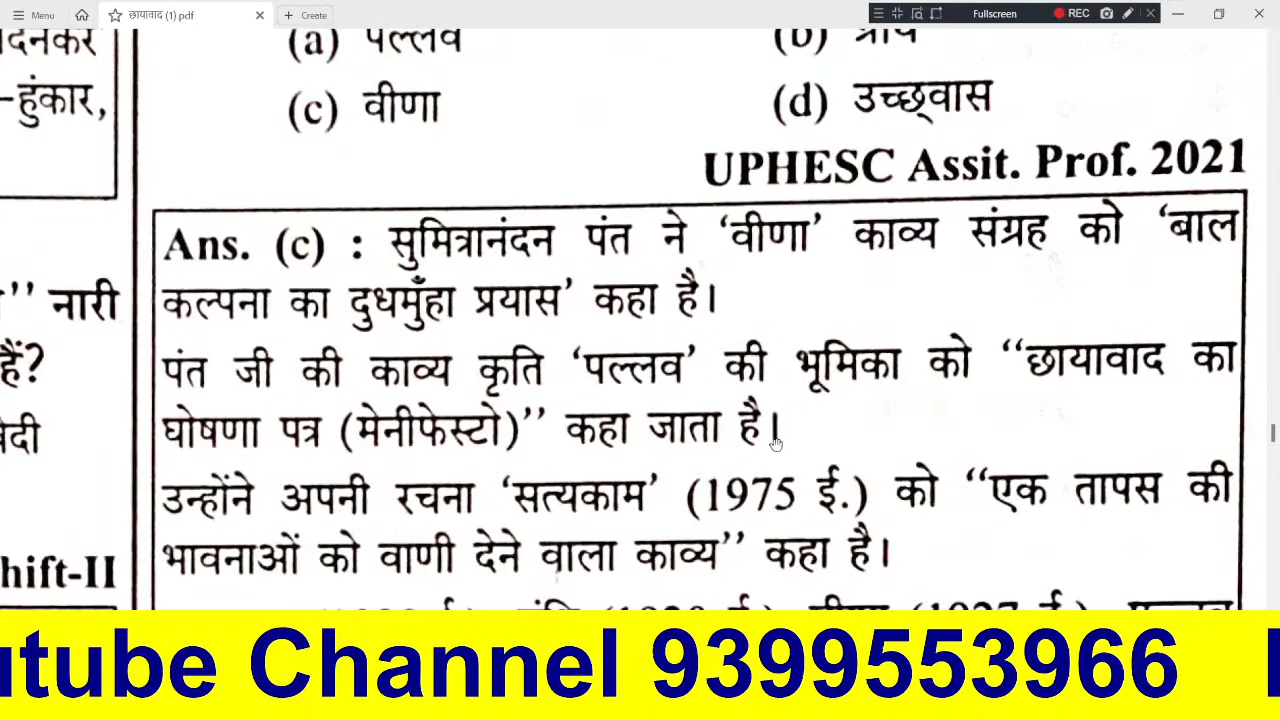 Menu
छायावाद (1).pdf
Create
Fullscreen
REC
(a) पल्लव
(c) वीणा
(d) उच्छ्वास
UPHESC Assit. Prof. 2021
-हुंकार,
'' नारी
हैं?
hift-II
Ans. (c) : सुमित्रानंदन पंत ने ‘वीणा’ काव्य संग्रह को ‘बाल
कल्पना का दुधमुँहा प्रयास’ कहा है।
पंत जी की काव्य कृति ‘पल्लव’ की भूमिका को ‘‘छायावाद का
घोषणा पत्र (मेनीफेस्टो)’’ कहा जाता है।
उन्होंने अपनी रचना ‘सत्यकाम’ (1975 ई.) को ‘‘एक तापस की
भावनाओं को वाणी देने वाला काव्य’’ कहा है।
utube Channel 9399553966